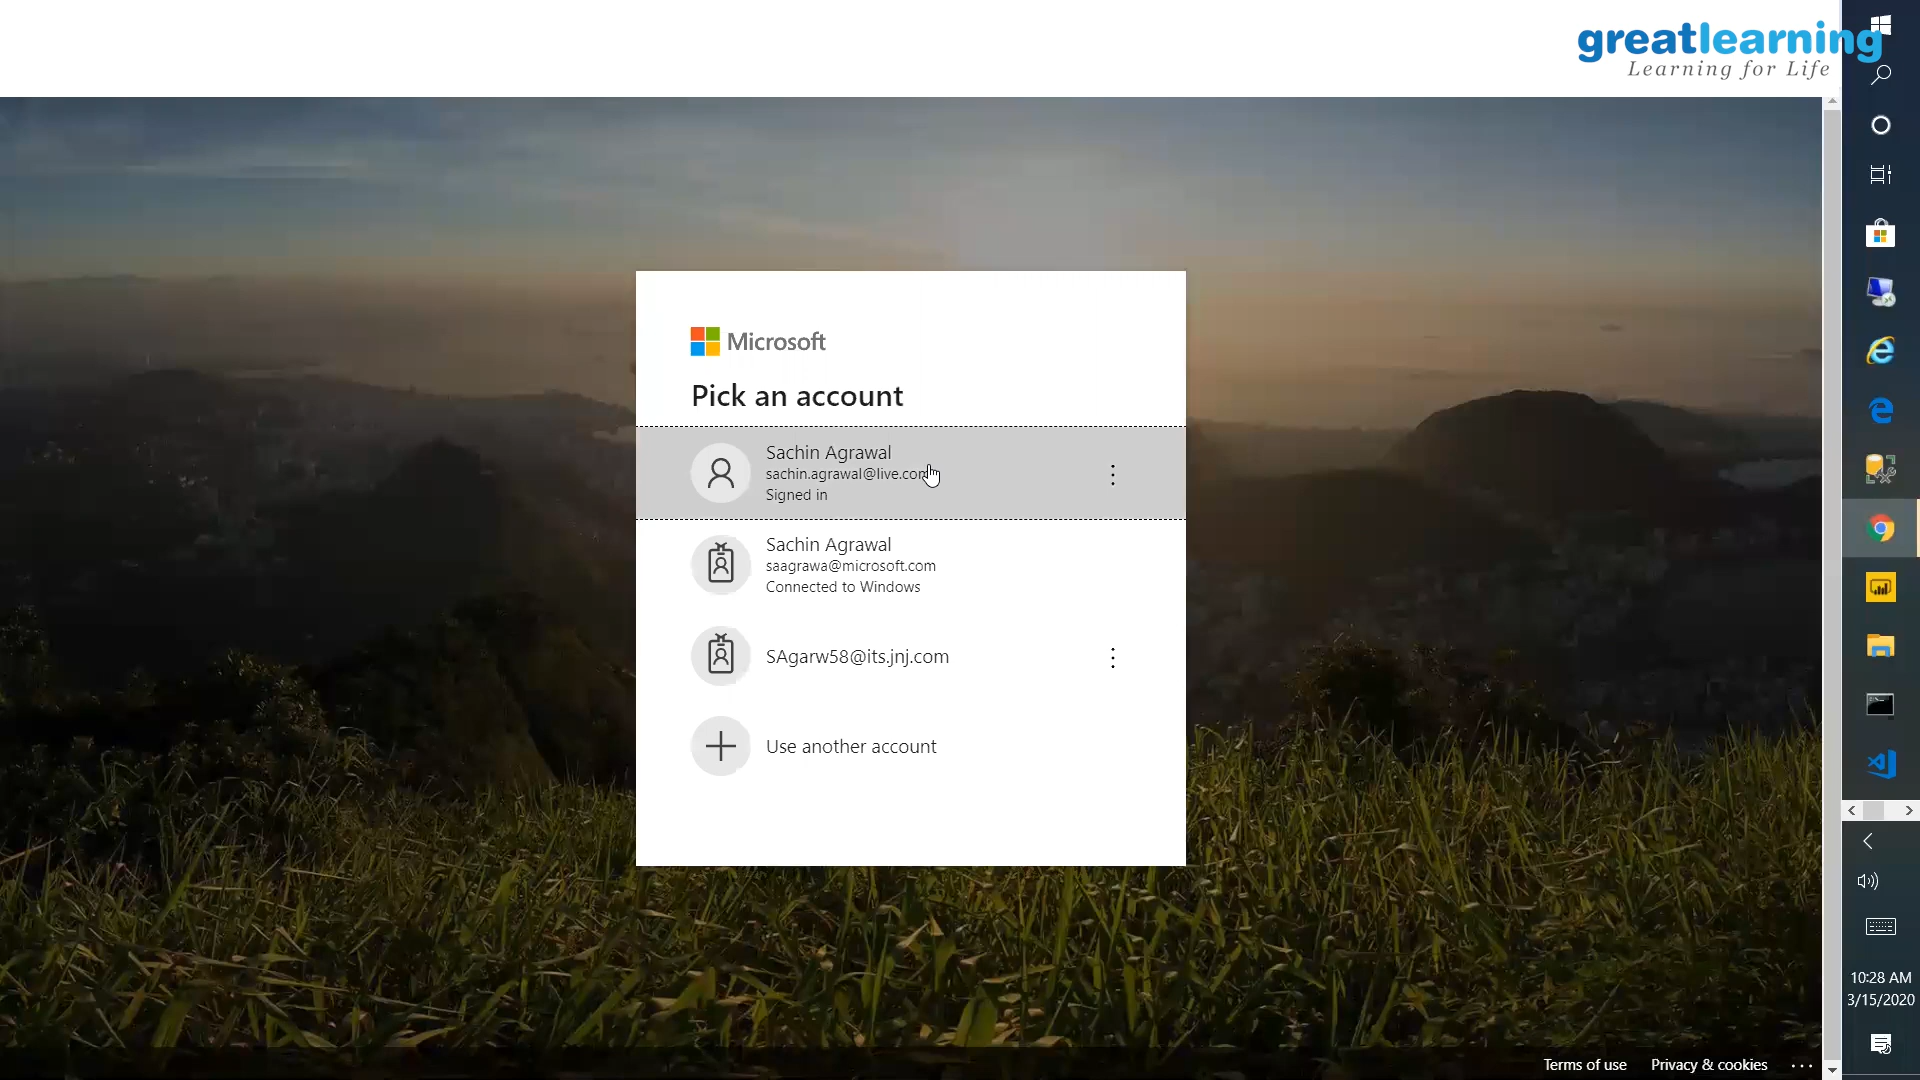 greatlearning
Learning for Life
Microsoft
Pick an account
Sachin Agrawal
sachin.agrawal@live.com
Signed in
Sachin Agrawal
saagrawa@microsoft.com
Connected to Windows
SAgarw58@its.jnj.com
Use another account
10:28 AM
3/15/2020
Terms of use
Privacy & cookies